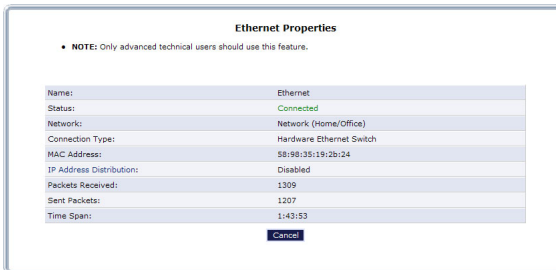 Ethernet Properties
• NOTE: Only advanced technical users should use this feature.
Name: Ethernet
Status: Connected
Network: Network (Home/Office)
Connection Type: Hardware Ethernet Switch
MAC Address: 58:98:35:19:2b:24
IP Address Distribution: Disabled
Packets Received: 1309
Sent Packets: 1207
Time Span: 1:43:53
Cancel